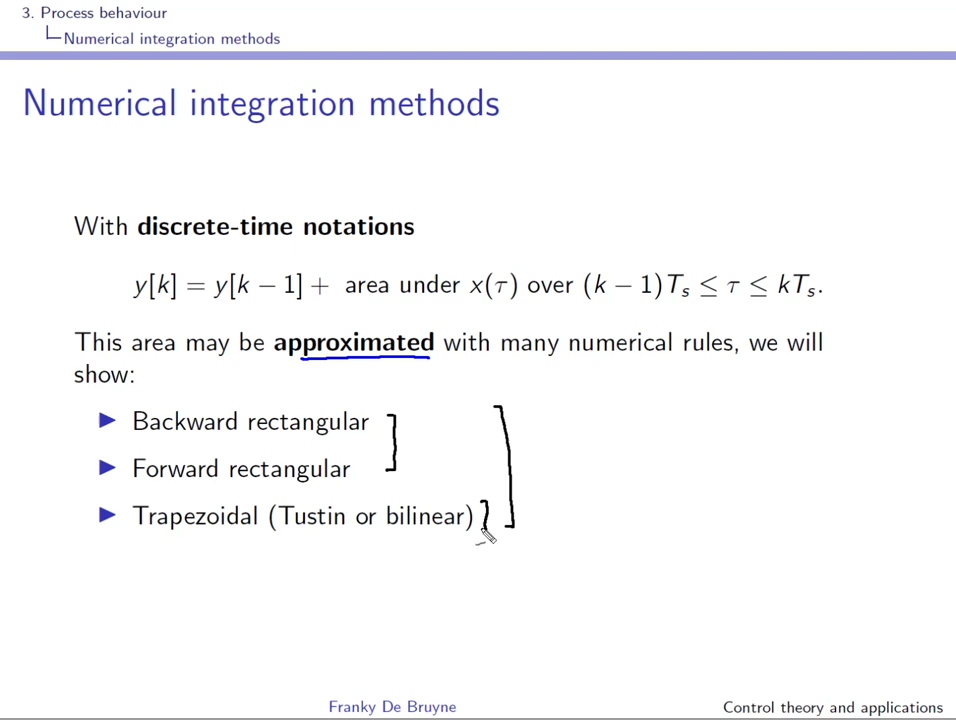 3. Process behaviour
Numerical integration methods
Numerical integration methods
With discrete-time notations
y[k] = y[k − 1] + area under x(τ) over (k − 1)Tₛ ≤ τ ≤ kTₛ.
This area may be approximated with many numerical rules, we will
show:
Backward rectangular
Forward rectangular
Trapezoidal (Tustin or bilinear)
Franky De Bruyne
Control theory and applications